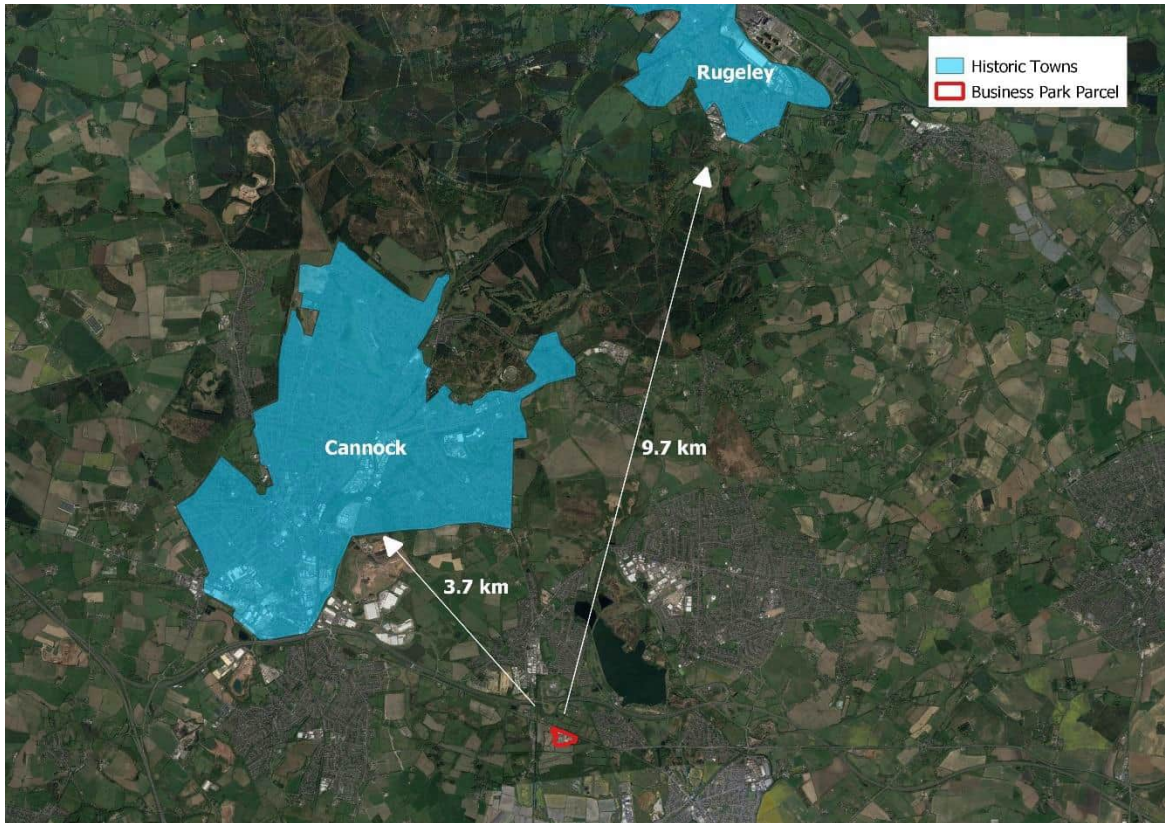 Rugeley
Historic Towns
Business Park Parcel
Cannock
9.7 km
3.7 km